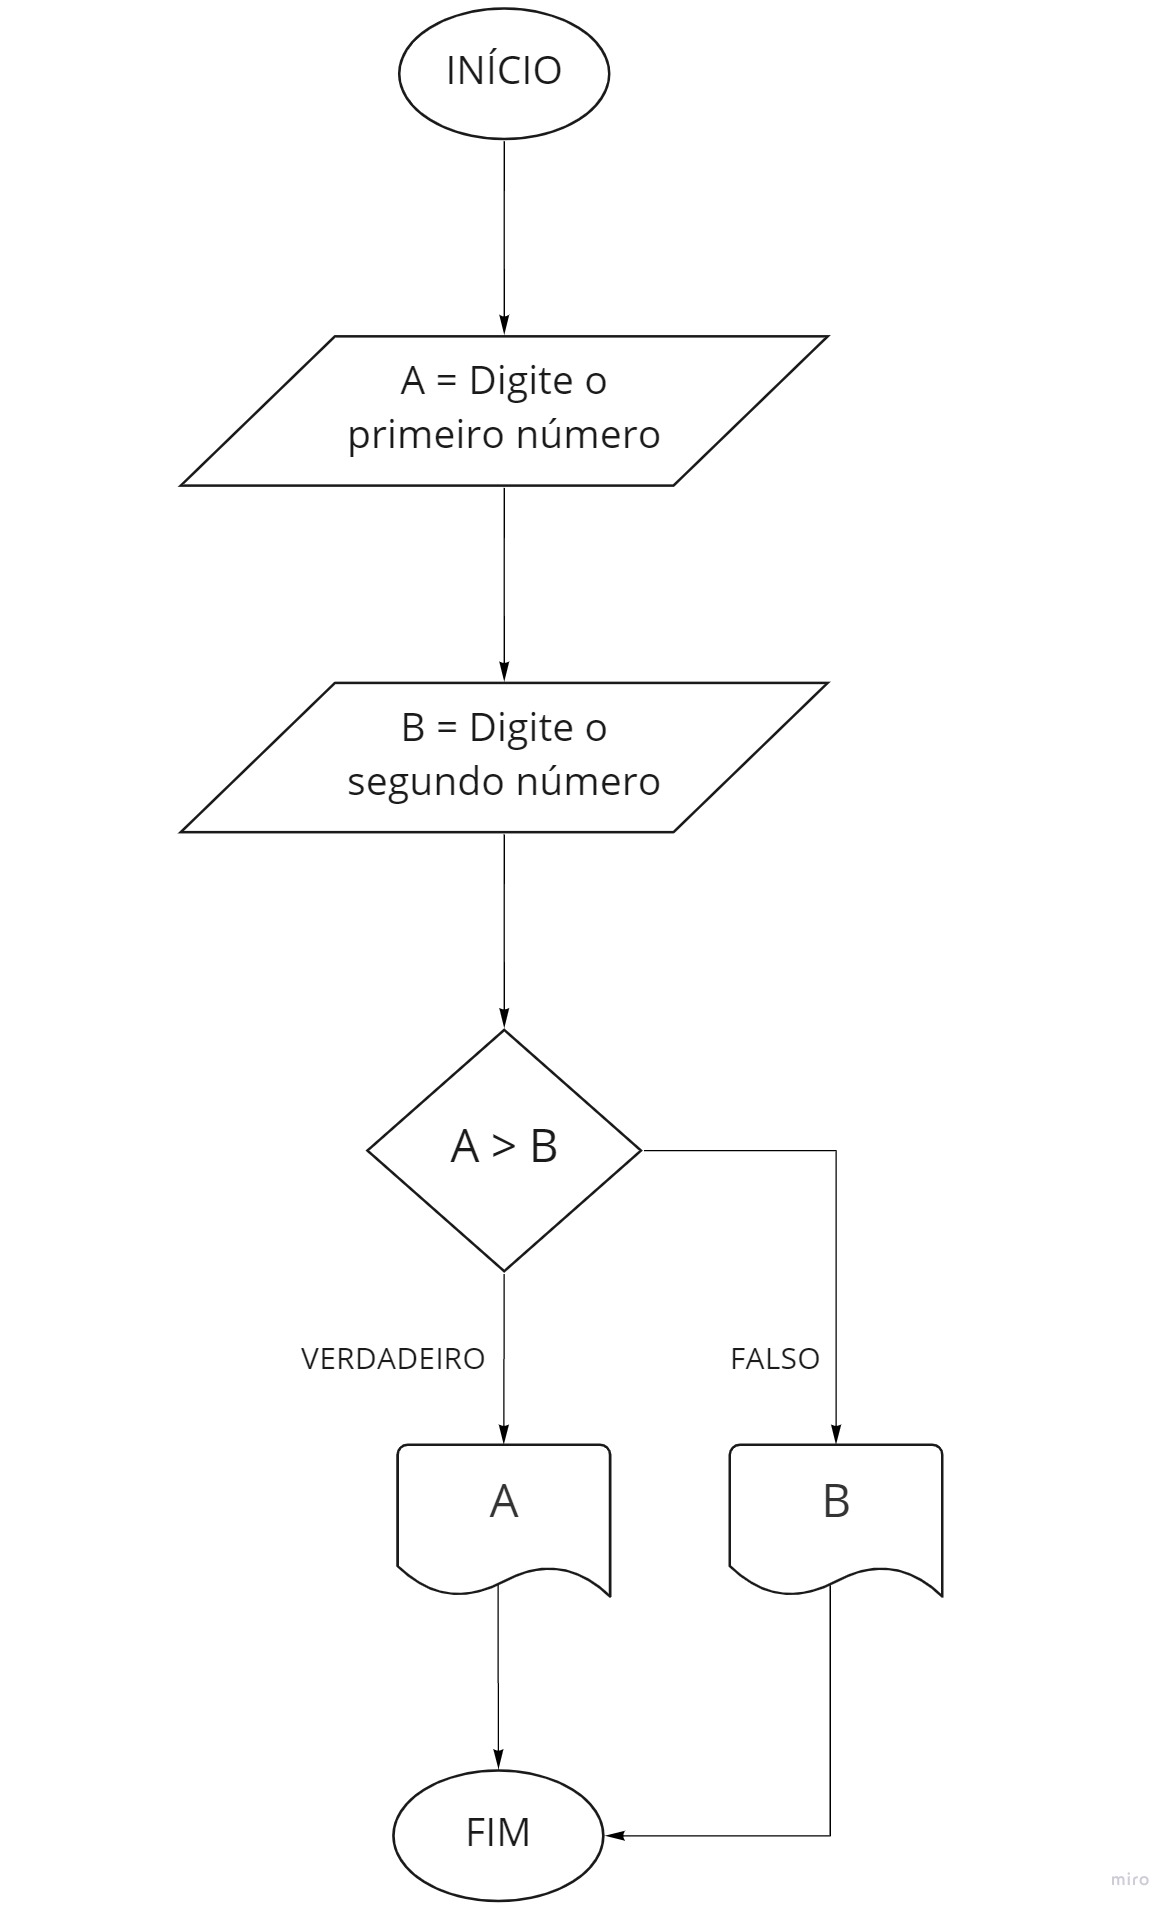 INÍCIO
A = Digite o
primeiro número
B = Digite o
segundo número
A > B
VERDADEIRO
FALSO
A
B
FIM
miro